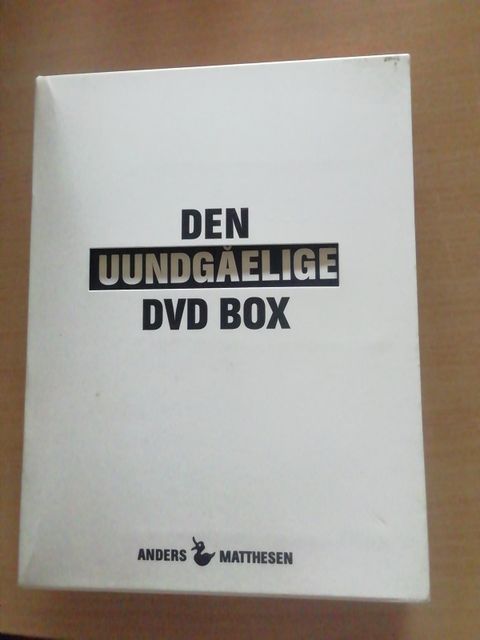 DEN
UUNDGÅELIGE
DVD BOX
ANDERS MATTHESEN